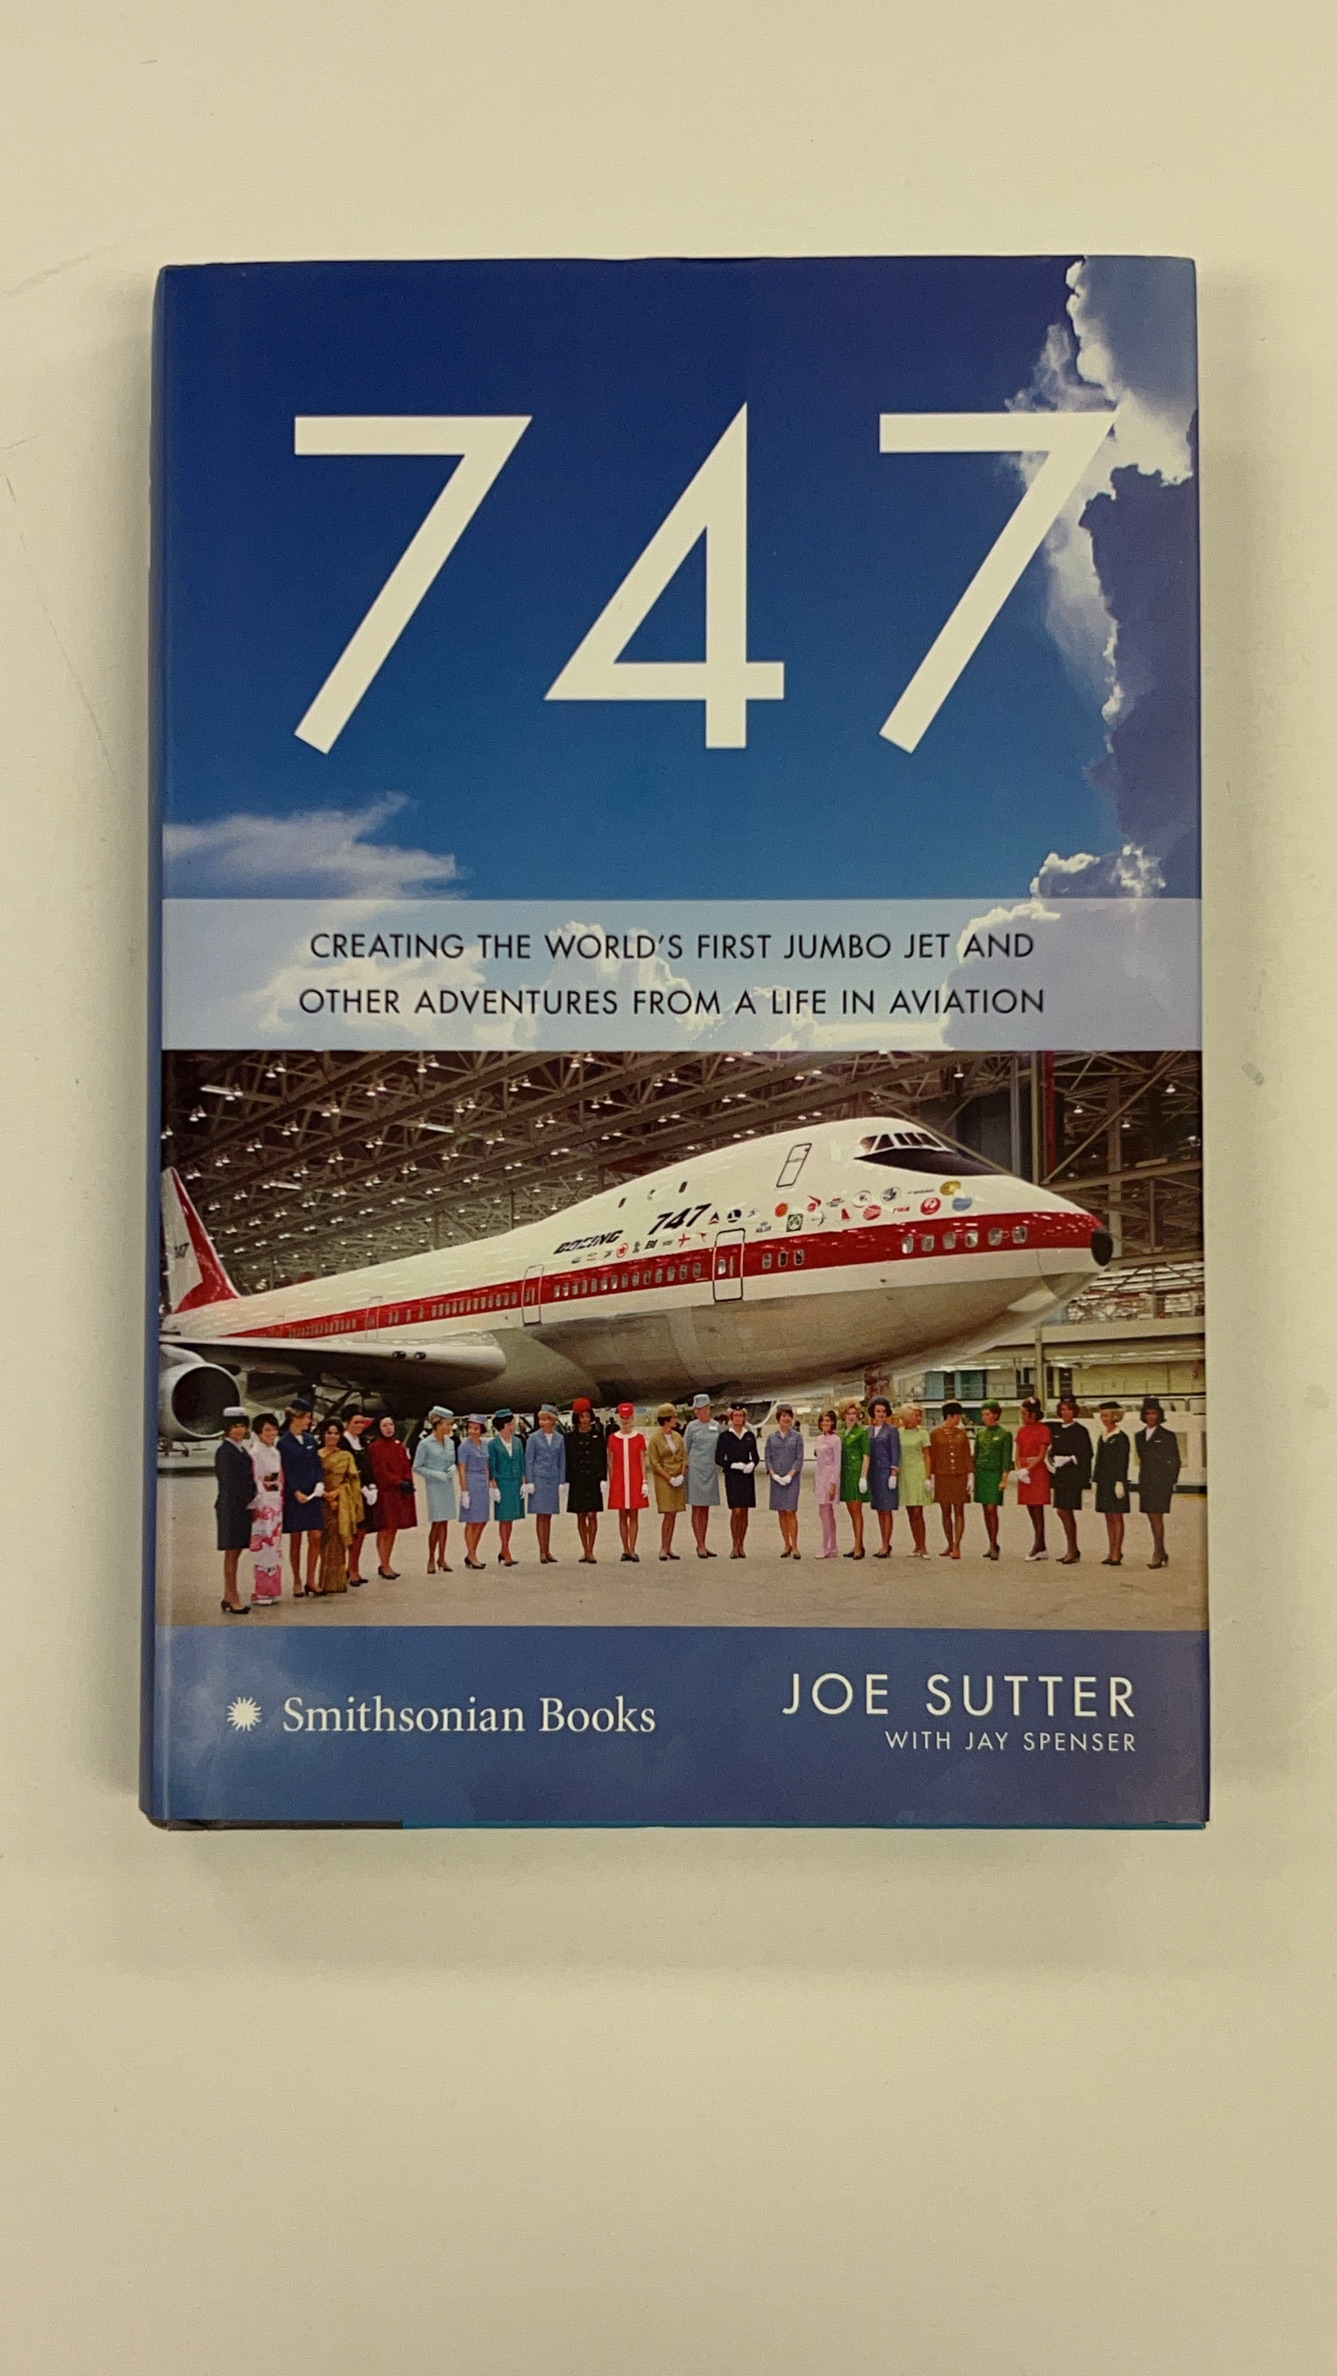 747
CREATING THE WORLD'S FIRST JUMBO JET AND
OTHER ADVENTURES FROM A LIFE IN AVIATION
747
BOEING
Smithsonian Books
JOE SUTTER
WITH JAY SPENSER